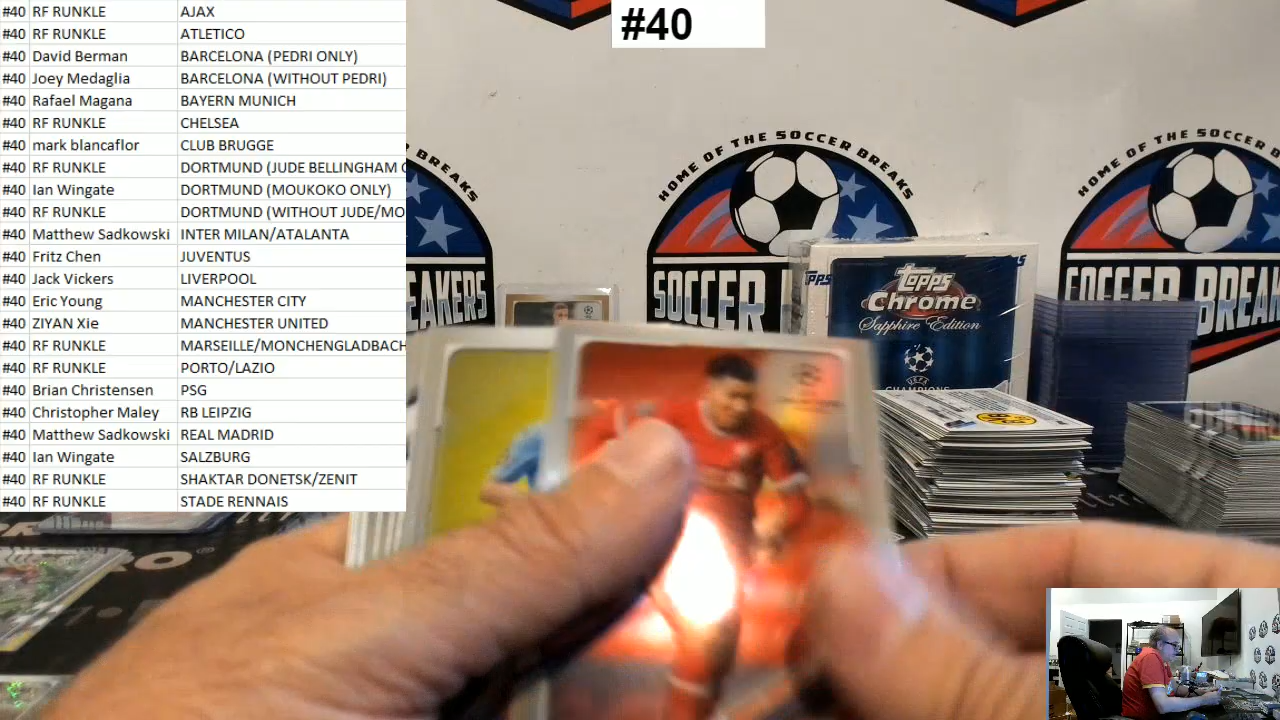 #40 RF RUNKLE AJAX
#40 RF RUNKLE ATLETICO
#40 David Berman BARCELONA (PEDRI ONLY)
#40 Joey Medaglia BARCELONA (WITHOUT PEDRI)
#40 Rafael Magana BAYERN MUNICH
#40 RF RUNKLE CHELSEA
#40 mark blancaflor CLUB BRUGGE
#40 RF RUNKLE DORTMUND (JUDE BELLINGHAM
#40 Ian Wingate DORTMUND (MOUKOKO ONLY)
#40 RF RUNKLE DORTMUND (WITHOUT JUDE/MO
#40 Matthew Sadkowski INTER MILAN/ATALANTA
#40 Fritz Chen JUVENTUS
#40 Jack Vickers LIVERPOOL
#40 Eric Young MANCHESTER CITY
#40 ZIYAN Xie MANCHESTER UNITED
#40 RF RUNKLE MARSEILLE/MONCHENGLADBACH
#40 RF RUNKLE PORTO/LAZIO
#40 Brian Christensen PSG
#40 Christopher Maley RB LEIPZIG
#40 Matthew Sadkowski REAL MADRID
#40 Ian Wingate SALZBURG
#40 RF RUNKLE SHAKTAR DONETSK/ZENIT
#40 RF RUNKLE STADE RENNAIS
#40
BREAKS
EAKERS
HOME OF THE SOCCER BREAKS
SOCCER
Topps
Chrome
Sapphire Edition
UEFA
CHAMPIONS
HOME OF THE SOCCER B